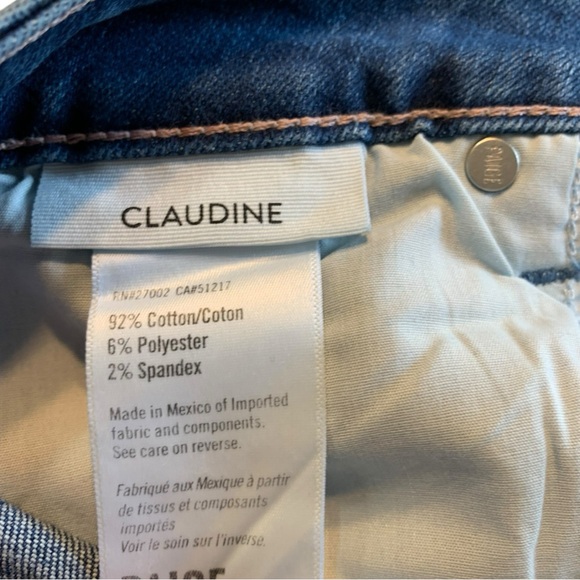 CLAUDINE
RN#27002 CA#51217
92% Cotton/Coton
6% Polyester
2% Spandex
Made in Mexico of Imported
fabric and components.
See care on reverse.
Fabriqué aux Mexique à partir
de tissus et composants
importés
Voir le soin sur l'inverse.